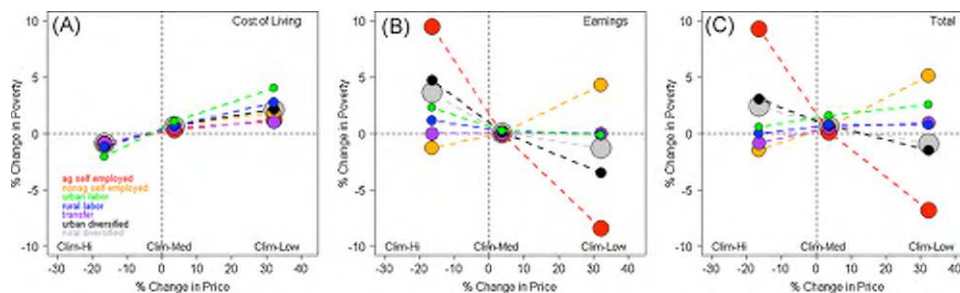 (A)
Cost of Living
10
5
0
-5
-10
% Change in Poverty
ag self employed
nonag self employed
urban labor
rural labor
transfer
urban diversified
rural diversified
Clim-Hi Clim-Med Clim-Low
-30 -20 -10 0 10 20 30 40
% Change in Price
(B)
Earnings
10
5
0
-5
-10
% Change in Poverty
Clim-Hi Clim-Med Clim-Low
-30 -20 -10 0 10 20 30 40
% Change in Price
(C)
Total
10
5
0
-5
-10
% Change in Poverty
Clim-Hi Clim-Med Clim-Low
-30 -20 -10 0 10 20 30 40
% Change in Price